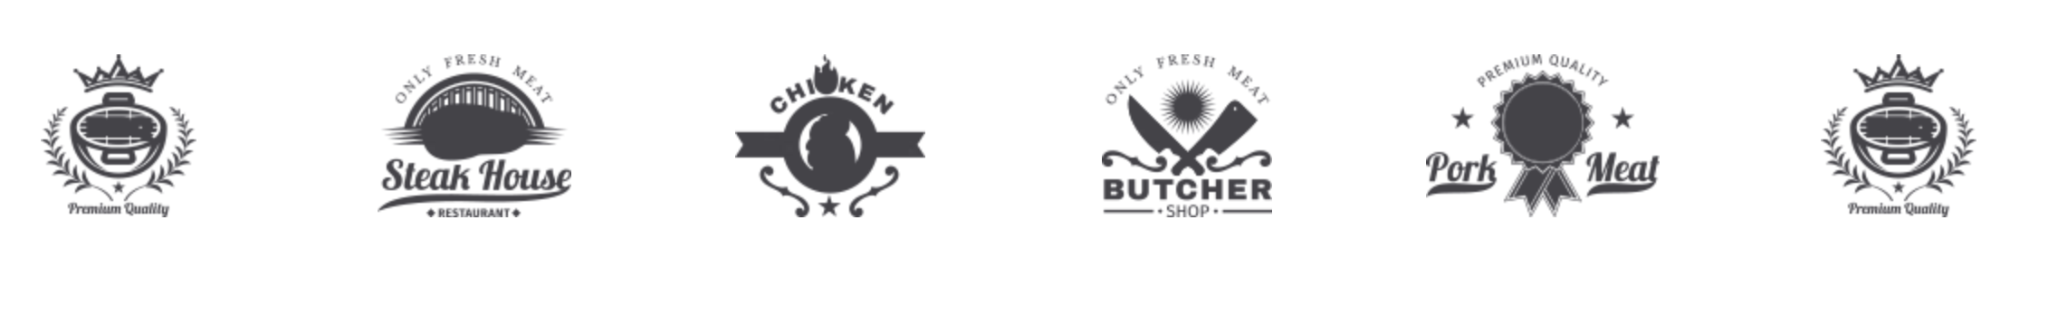 Premium Quality
ONLY FRESH MEAT
Steak House
RESTAURANT
CHICKEN
ONLY FRESH MEAT
BUTCHER
SHOP
PREMIUM QUALITY
Pork Meat
Premium Quality